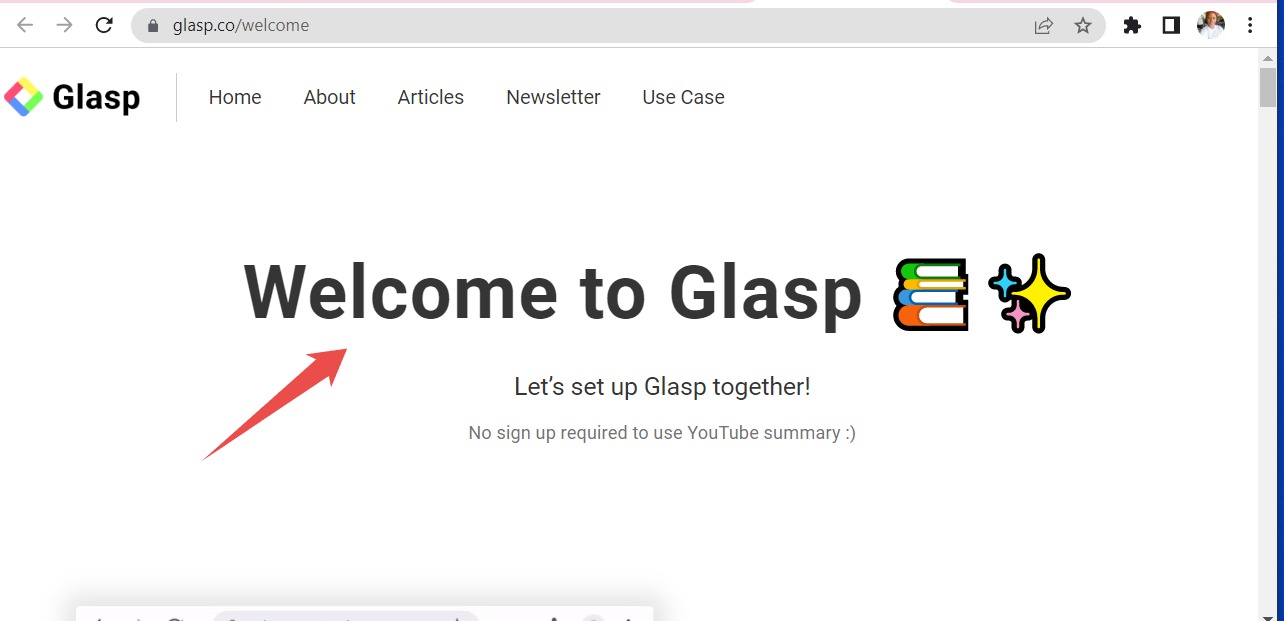 glasp.co/welcome
Glasp
Home About Articles Newsletter Use Case
Welcome to Glasp 📚 ✨
Let’s set up Glasp together!
No sign up required to use YouTube summary :)